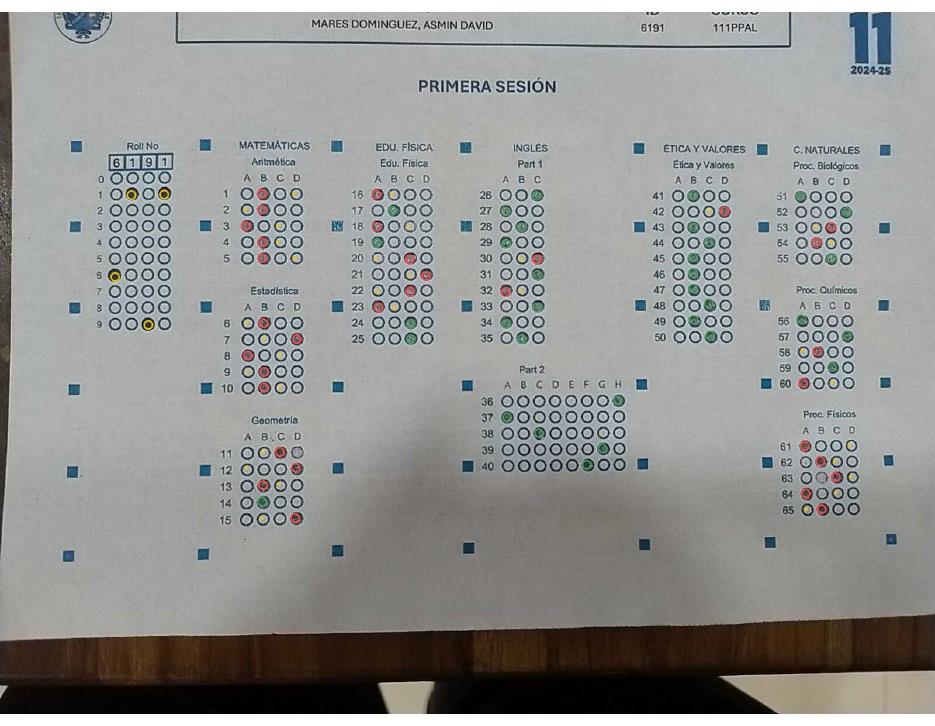 MARES DOMINGUEZ, ASMIN DAVID 6191 111PPAL
11
2024-25
PRIMERA SESIÓN
Roll No
6 1 9 1
0
1
2
3
4
5
6
7
8
9
MATEMÁTICAS
Aritmética
A B C D
1
2
3
4
5
Estadística
6
7
8
9
10
Geometría
A B C D
11
12
13
14
15
EDU. FÍSICA
Edu. Física
A B C D
16
17
18
19
20
21
22
23
24
25
INGLÉS
Part 1
A B C
26
27
28
29
30
31
32
33
34
35
Part 2
A B C D E F G H
36
37
38
39
40
ÉTICA Y VALORES
Ética y Valores
A B C D
41
42
43
44
45
46
47
48
49
50
C. NATURALES
Proc. Biológicos
A B C D
51
52
53
54
55
Proc. Químicos
A B C D
56
57
58
59
60
Proc. Físicos
A B C D
61
62
63
64
65